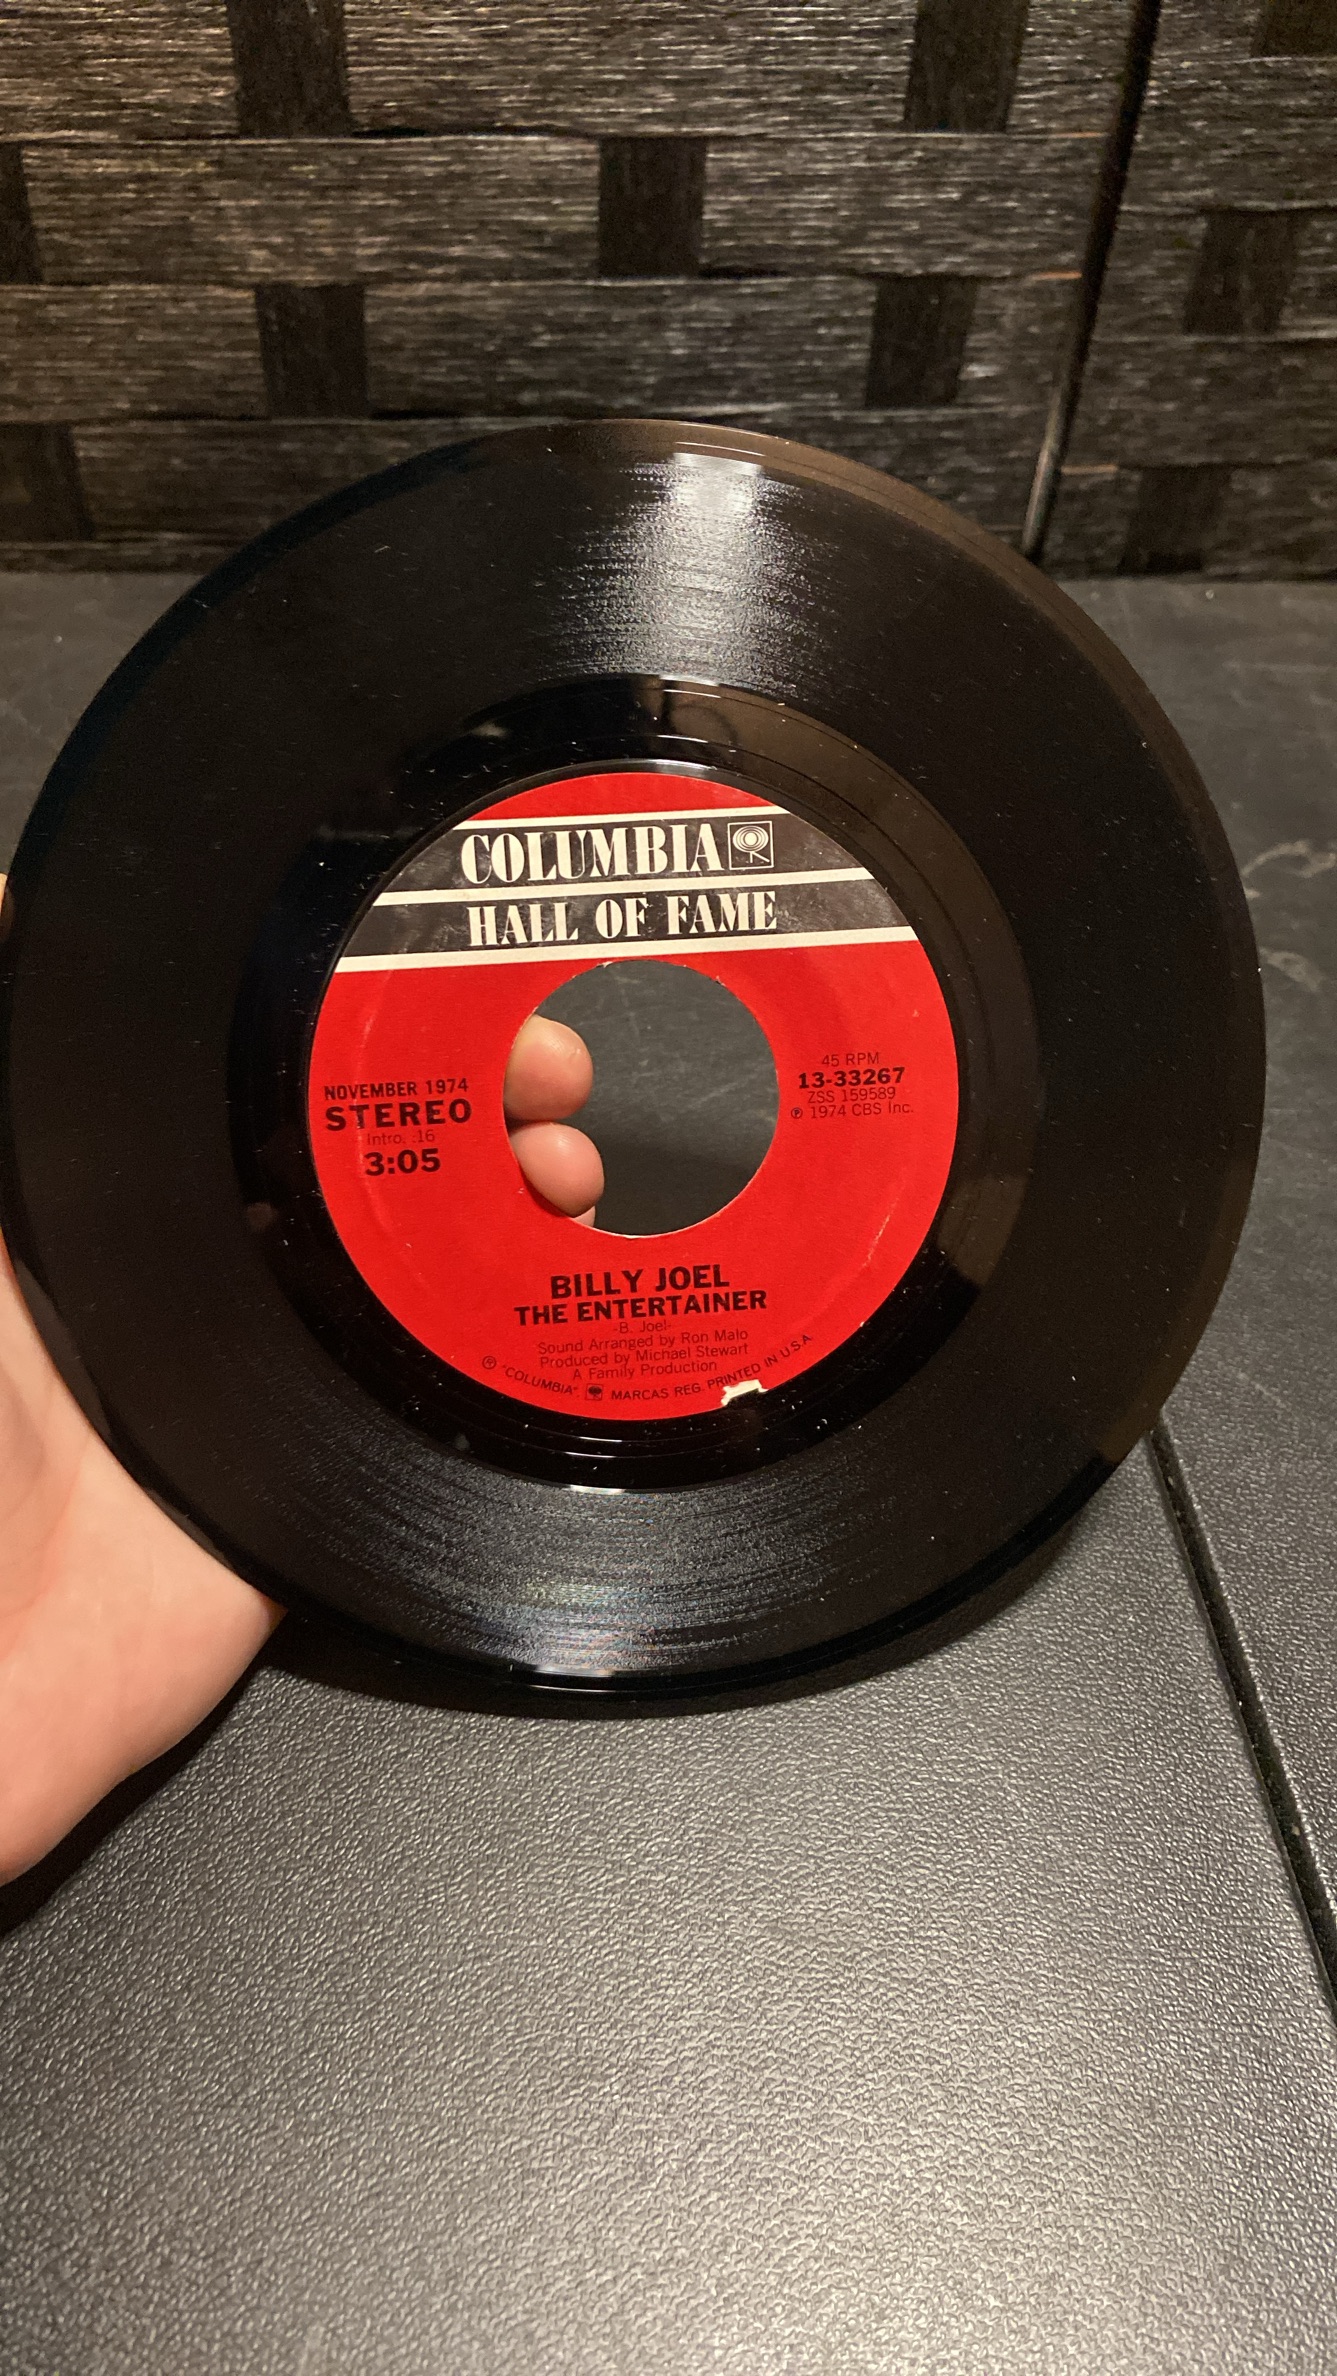 COLUMBIA
HALL OF FAME
NOVEMBER 1974
STEREO
Intro. :16
3:05
45 RPM
13-33267
ZSS 159589
℗ 1974 CBS Inc.
BILLY JOEL
THE ENTERTAINER
-B. Joel-
Sound Arranged by Ron Malo
Produced by Michael Stewart
A Family Production
® "COLUMBIA", MARCAS REG. PRINTED IN U.S.A.